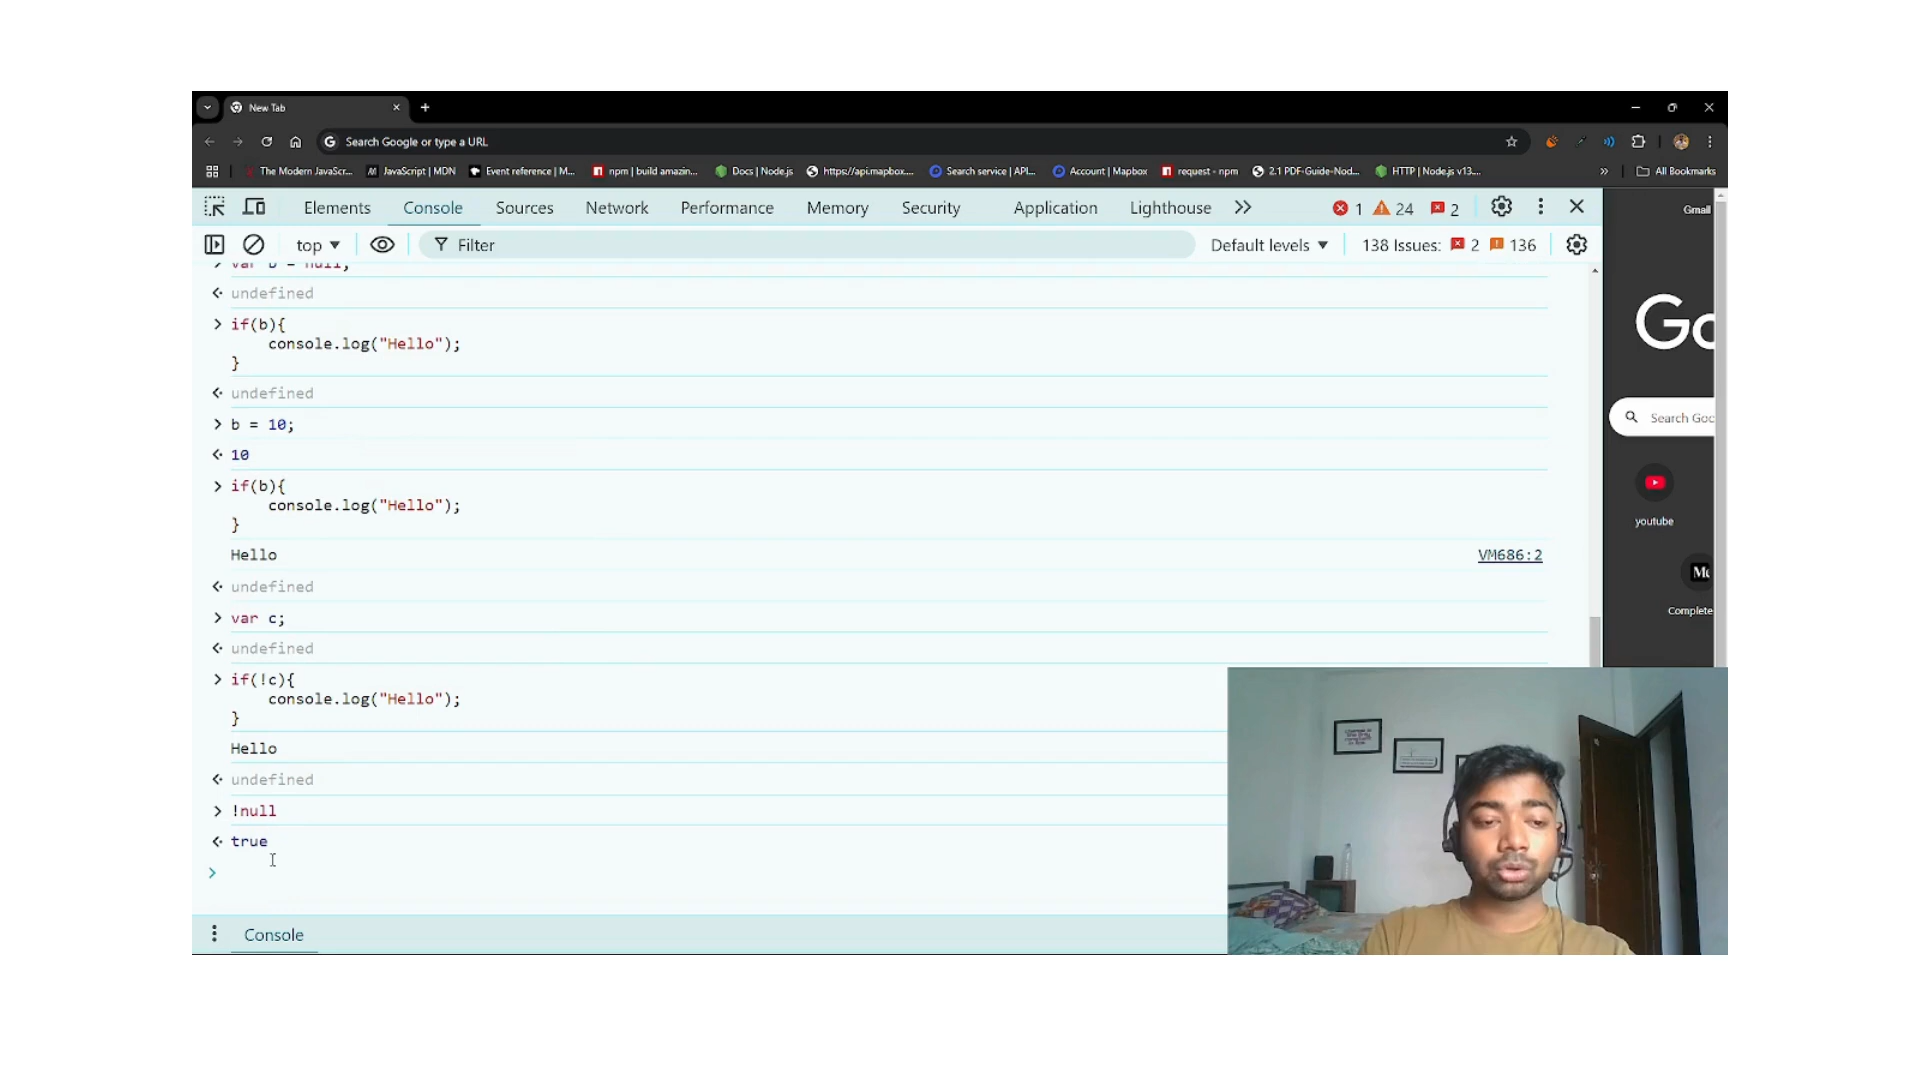 New Tab
Search Google or type a URL
The Modern JavaScr... JavaScript | MDN Event reference | M... npm | build amazin... Docs | Node.js https://api.mapbox.... Search service | API... Account | Mapbox request - npm 2.1 PDF-Guide-Nod... HTTP | Node.js v13.... » All Bookmarks
Elements Console Sources Network Performance Memory Security Application Lighthouse 1 24 2
Gmail
top Filter Default levels 138 Issues: 2 136
var b = null;
undefined
if(b){
console.log("Hello");
}
undefined
b = 10;
10
if(b){
console.log("Hello");
}
Hello VM686:2
undefined
var c;
undefined
if(!c){
console.log("Hello");
}
Hello
undefined
!null
true
Console
Go
Search Goo
youtube
Me
Complete